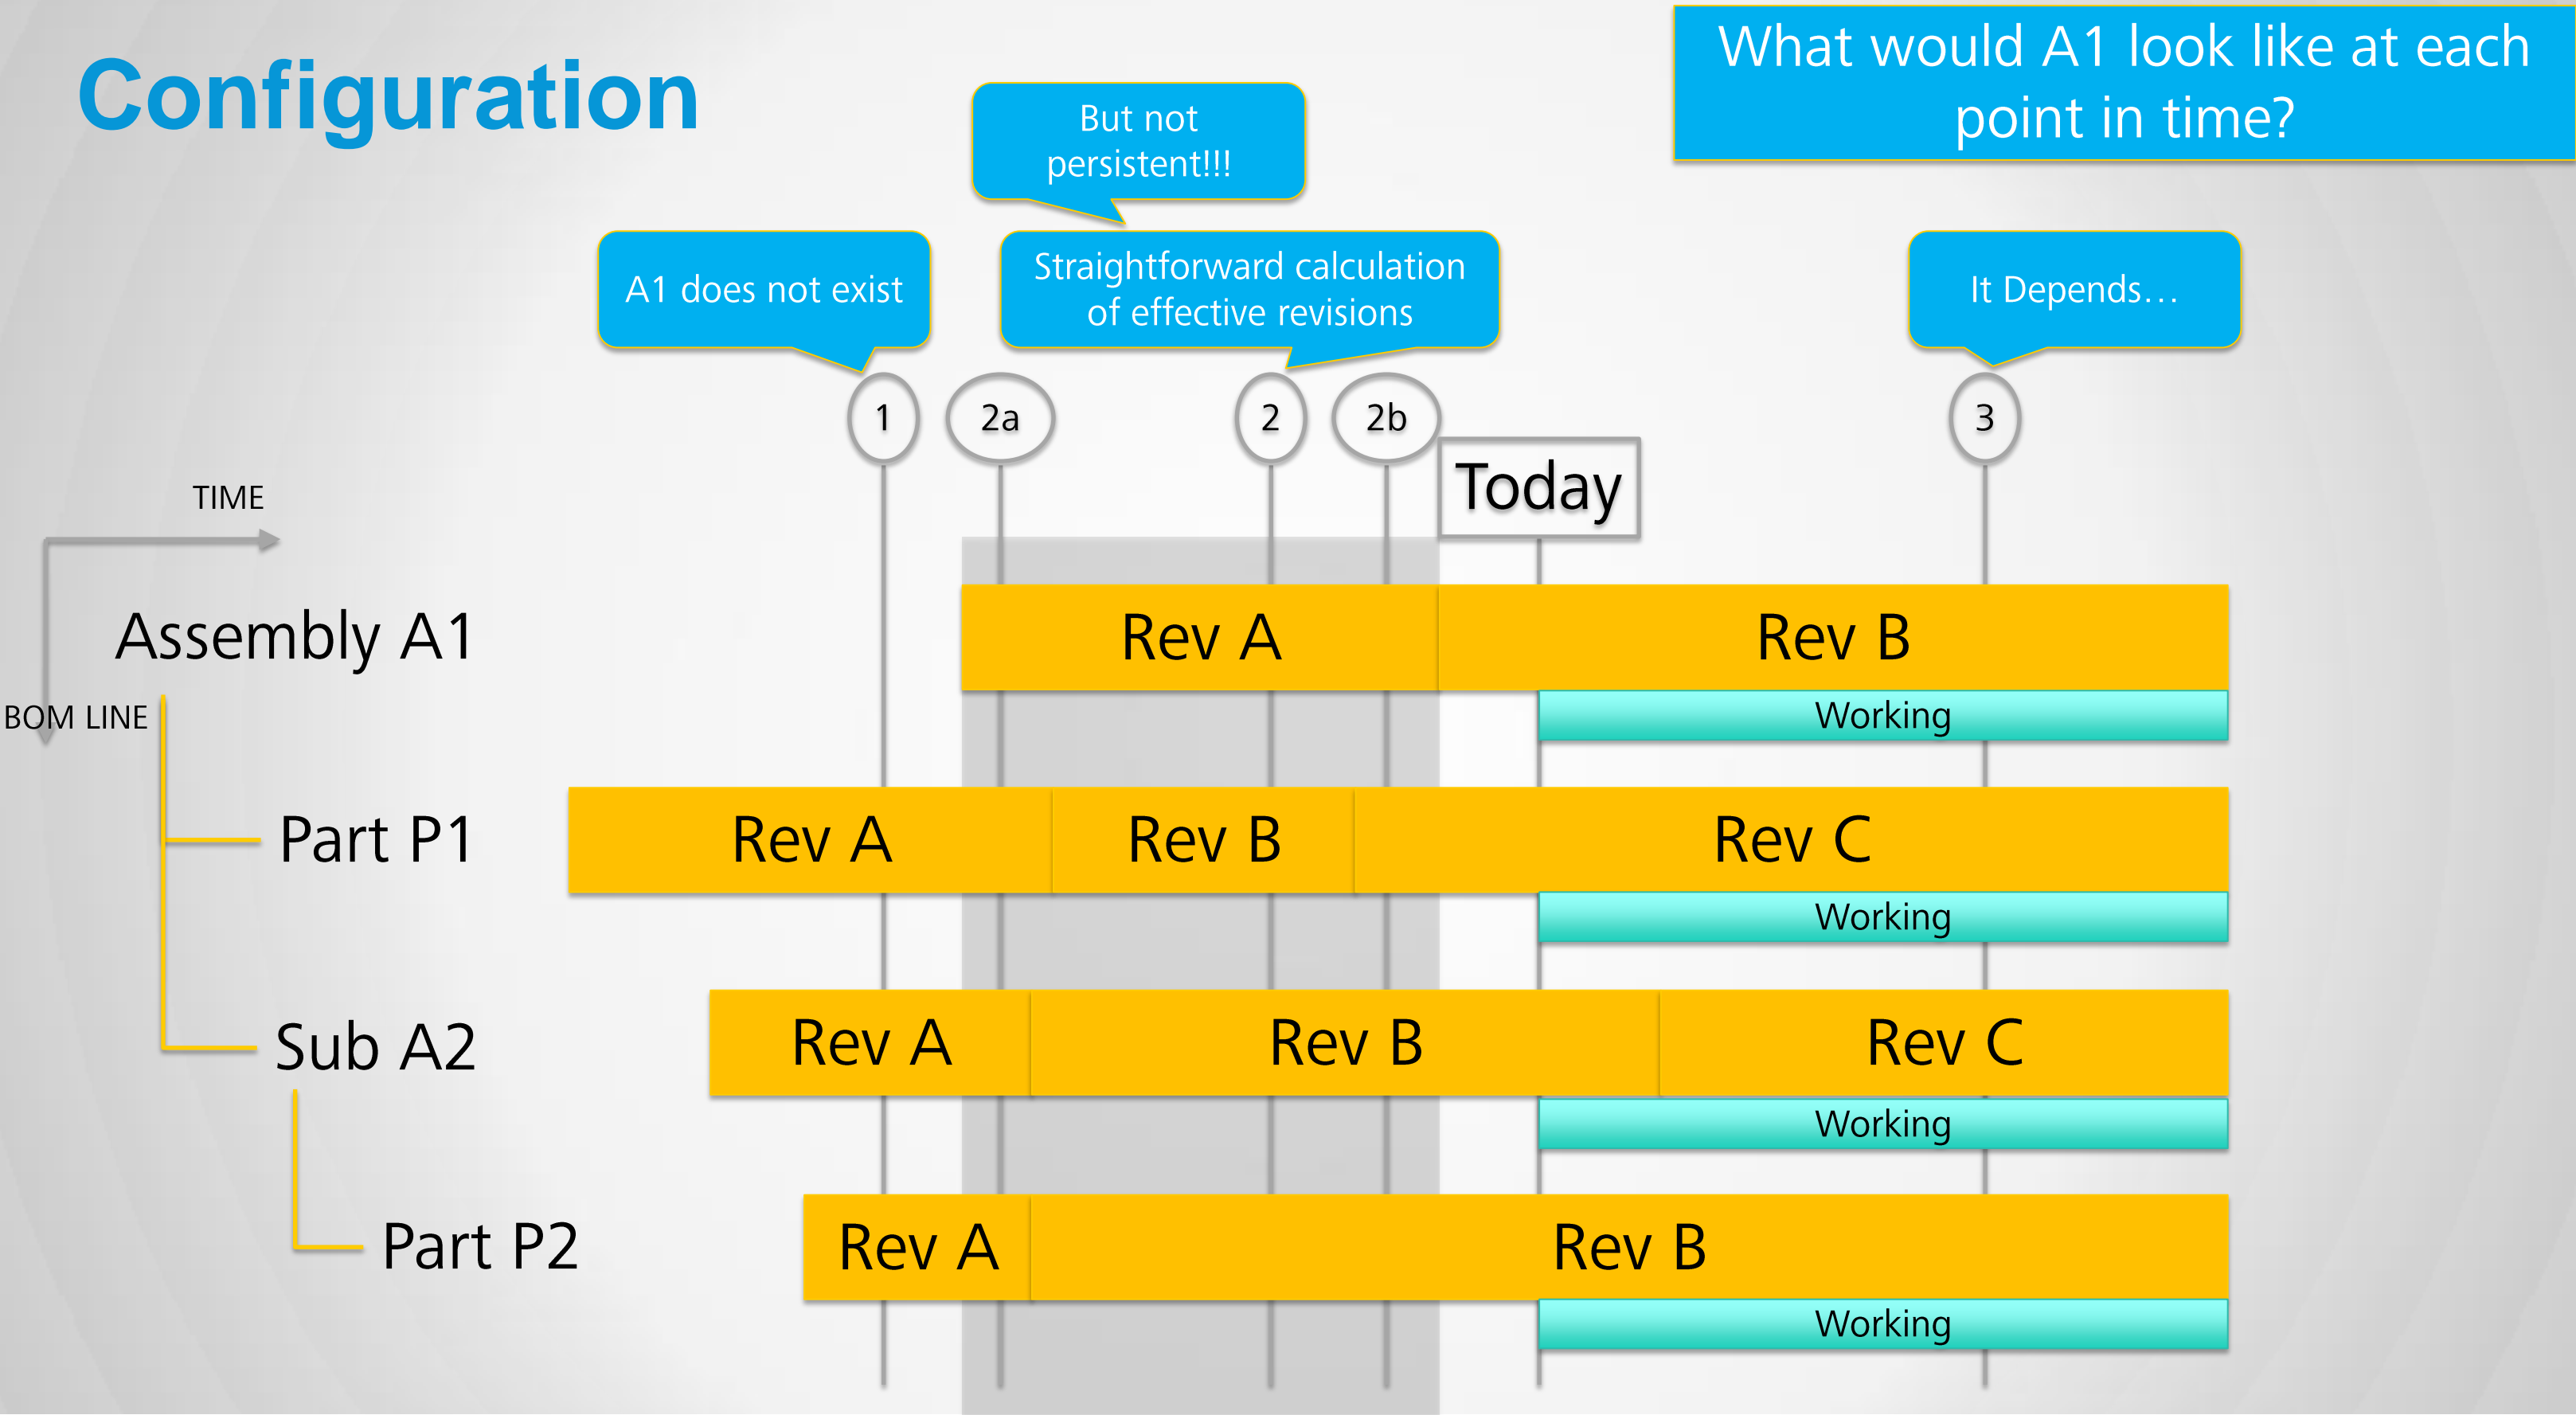 Configuration
What would A1 look like at each
point in time?
But not
persistent!!!
A1 does not exist
Straightforward calculation
of effective revisions
It Depends...
1
2a
2
2b
3
Today
TIME
BOM LINE
Assembly A1
Rev A
Rev B
Working
Part P1
Rev A
Rev B
Rev C
Working
Sub A2
Rev A
Rev B
Rev C
Working
Part P2
Rev A
Rev B
Working